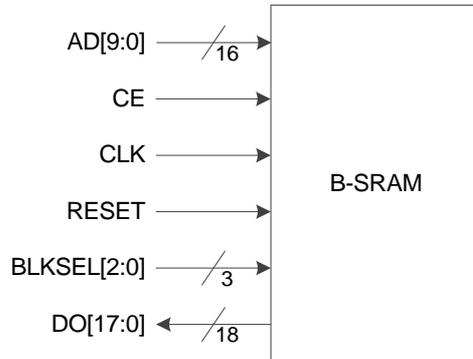 AD[9:0]
16
CE
CLK
B-SRAM
RESET
BLKSEL[2:0]
3
DO[17:0]
18